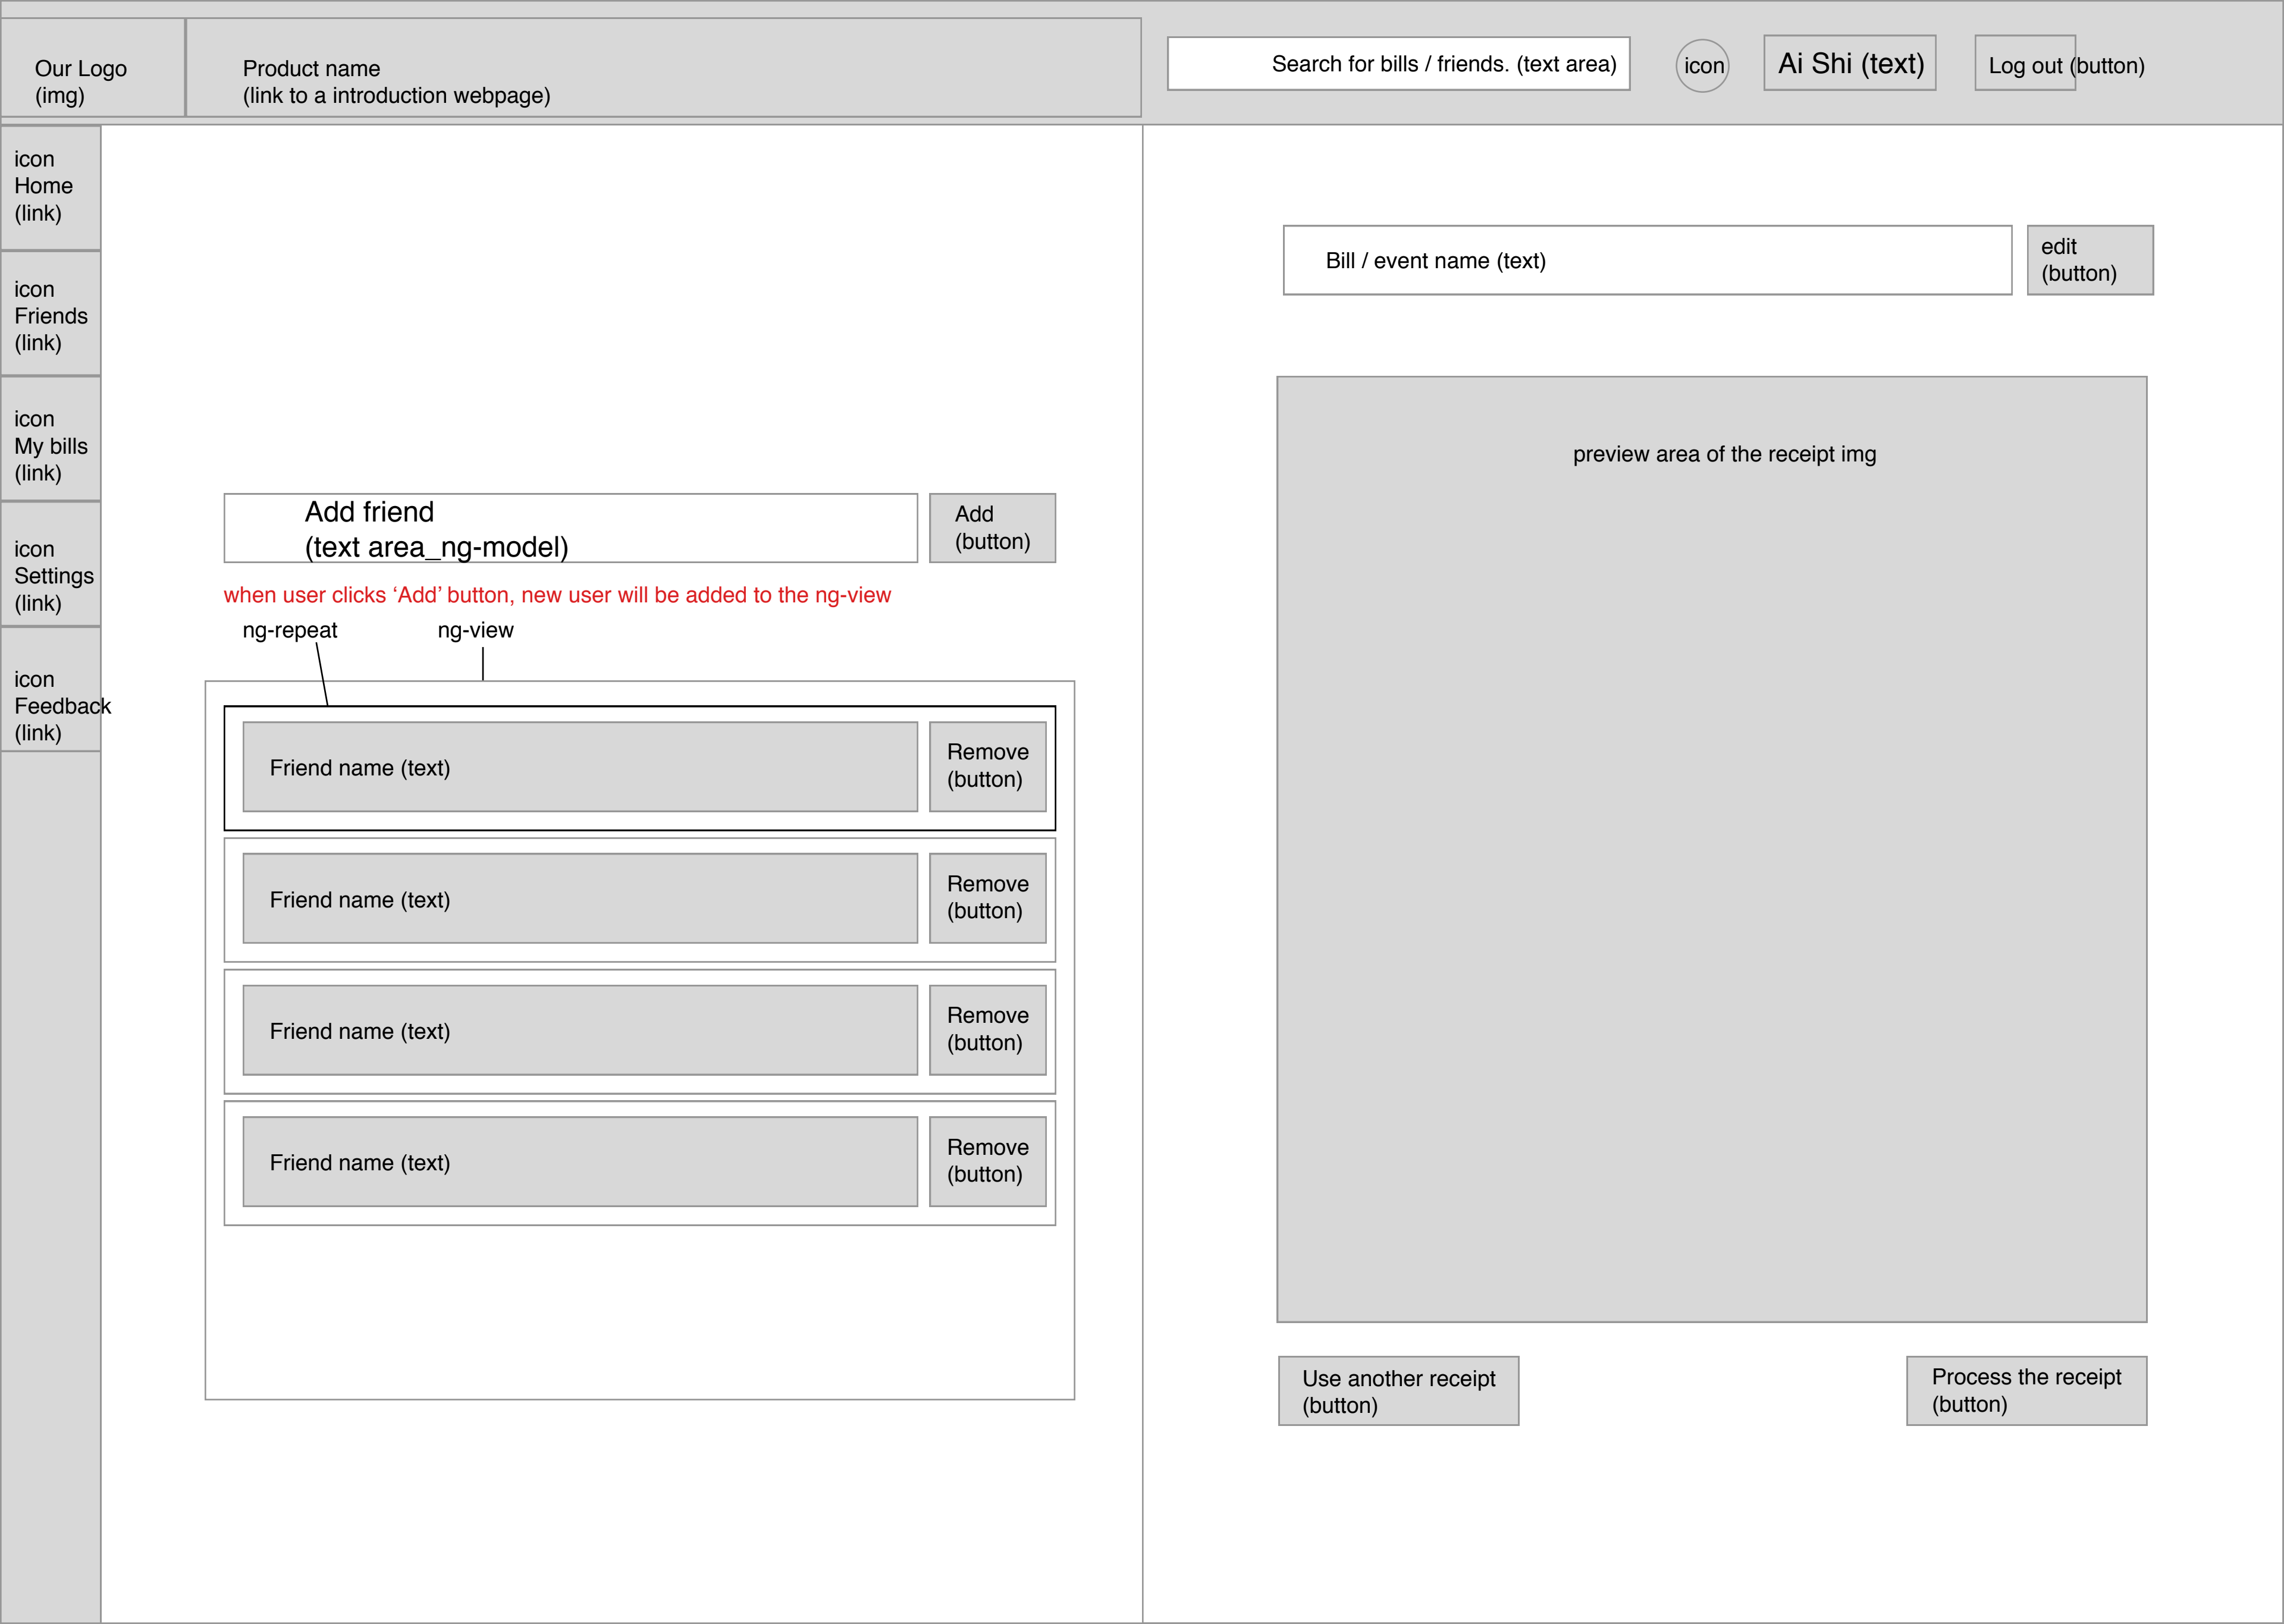 Our Logo
(img)
Product name
(link to a introduction webpage)
Search for bills / friends. (text area)
icon
Ai Shi (text)
Log out (button)
icon
Home
(link)
icon
Friends
(link)
icon
My bills
(link)
icon
Settings
(link)
icon
Feedback
(link)
Add friend
(text area_ng-model)
Add
(button)
when user clicks ‘Add’ button, new user will be added to the ng-view
ng-repeat
ng-view
Friend name (text)
Remove
(button)
Friend name (text)
Remove
(button)
Friend name (text)
Remove
(button)
Friend name (text)
Remove
(button)
Bill / event name (text)
edit
(button)
preview area of the receipt img
Use another receipt
(button)
Process the receipt
(button)